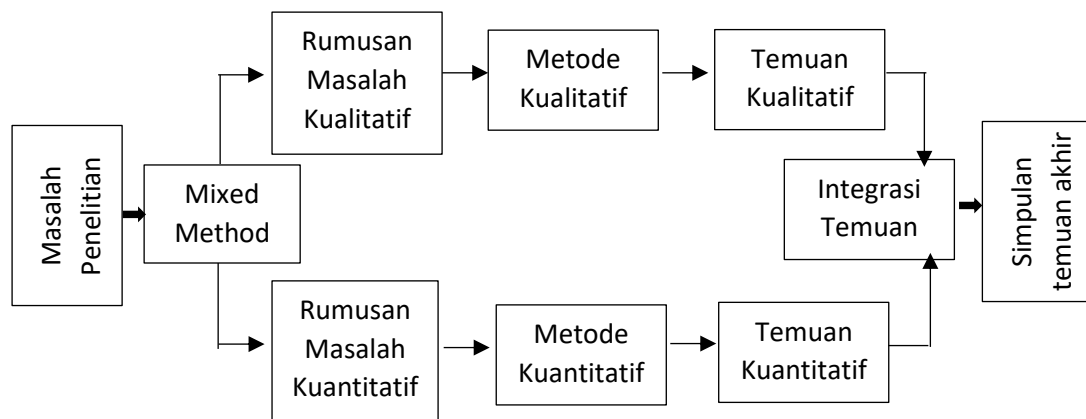 Masalah
Penelitian
Mixed
Method
Rumusan
Masalah
Kualitatif
Metode
Kualitatif
Temuan
Kualitatif
Rumusan
Masalah
Kuantitatif
Metode
Kuantitatif
Temuan
Kuantitatif
Integrasi
Temuan
Simpulan
temuan akhir